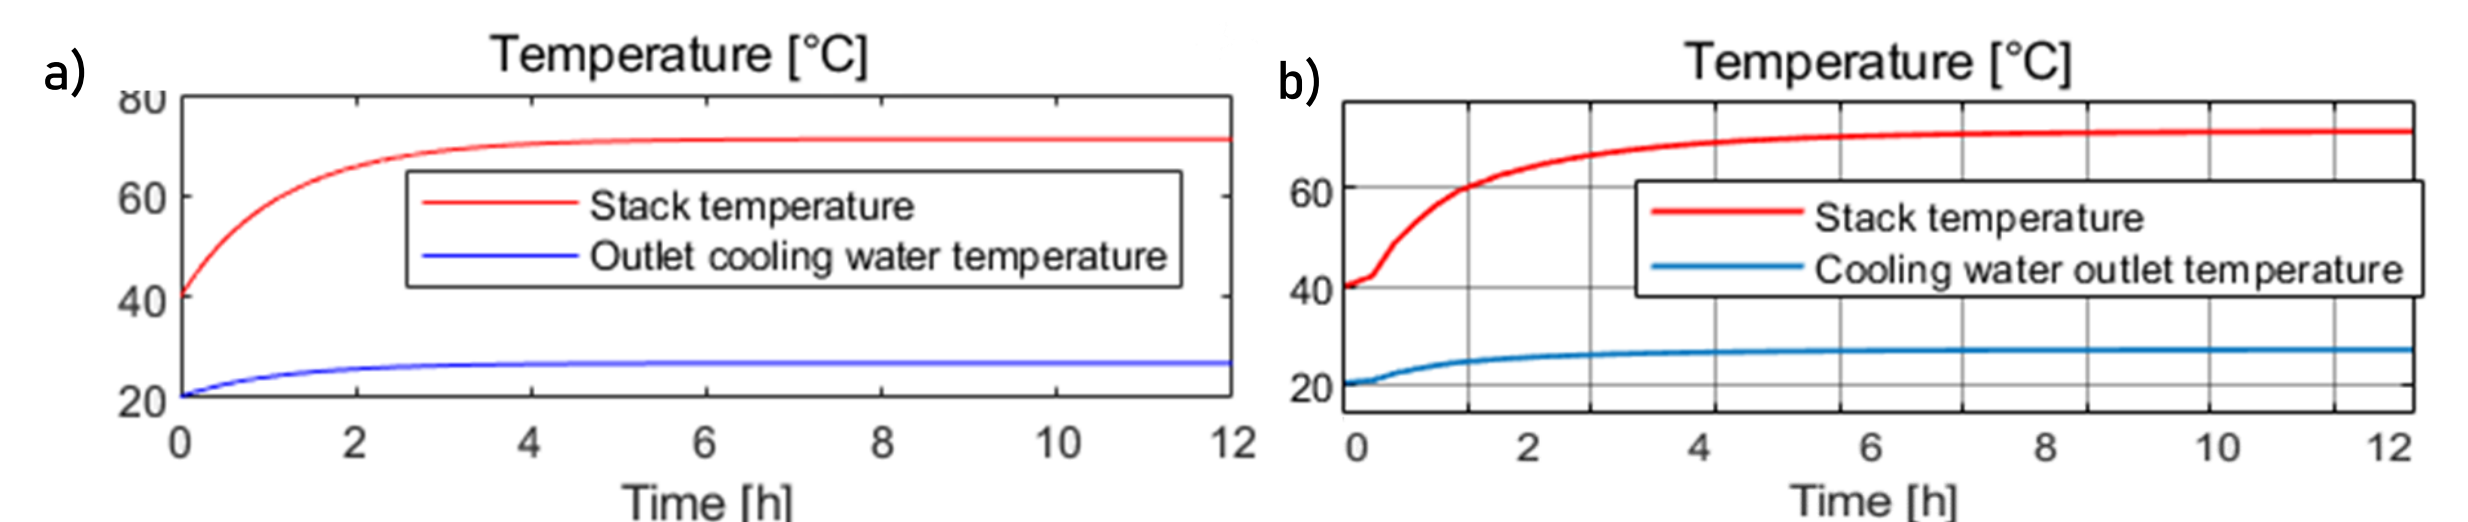 a)
Temperature [°C]
80
60
40
20
Stack temperature
Outlet cooling water temperature
0 2 4 6 8 10 12
Time [h]
b)
Temperature [°C]
60
40
20
Stack temperature
Cooling water outlet temperature
0 2 4 6 8 10 12
Time [h]